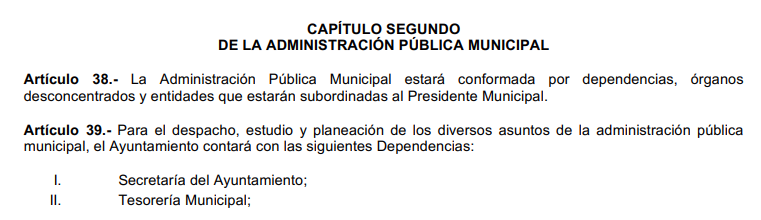 CAPÍTULO SEGUNDO
DE LA ADMINISTRACIÓN PÚBLICA MUNICIPAL
Artículo 38.- La Administración Pública Municipal estará conformada por dependencias, órganos
desconcentrados y entidades que estarán subordinadas al Presidente Municipal.
Artículo 39.- Para el despacho, estudio y planeación de los diversos asuntos de la administración pública
municipal, el Ayuntamiento contará con las siguientes Dependencias:
I. Secretaría del Ayuntamiento;
II. Tesorería Municipal;